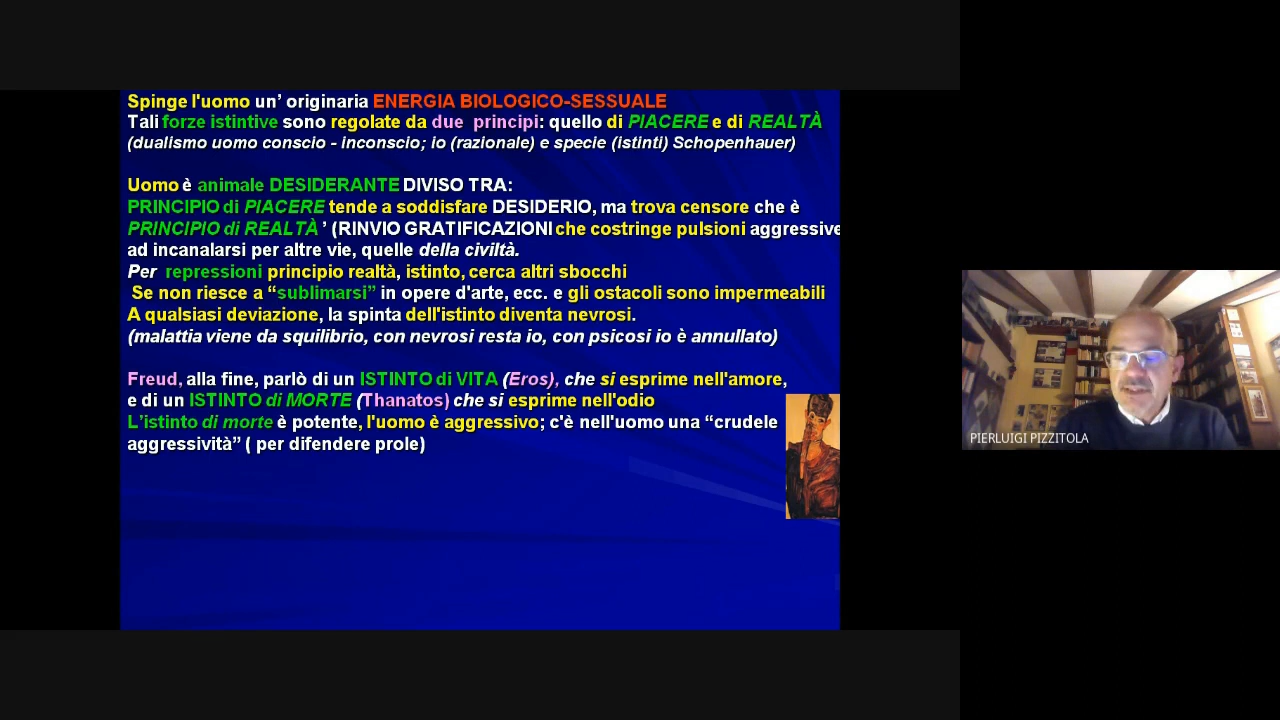 Spinge l'uomo un' originaria ENERGIA BIOLOGICO-SESSUALE
Tali forze istintive sono regolate da due principi: quello di PIACERE e di REALTÀ
(dualismo uomo conscio - inconscio; io (razionale) e specie (istinti) Schopenhauer)
Uomo è animale DESIDERANTE DIVISO TRA:
PRINCIPIO di PIACERE tende a soddisfare DESIDERIO, ma trova censore che è
PRINCIPIO di REALTÀ ' (RINVIO GRATIFICAZIONI che costringe pulsioni aggressive
ad incanalarsi per altre vie, quelle della civiltà.
Per repressioni principio realtà, istinto, cerca altri sbocchi
Se non riesce a “sublimarsi” in opere d'arte, ecc. e gli ostacoli sono impermeabili
A qualsiasi deviazione, la spinta dell'istinto diventa nevrosi.
(malattia viene da squilibrio, con nevrosi resta io, con psicosi io è annullato)
Freud, alla fine, parlò di un ISTINTO di VITA (Eros), che si esprime nell'amore,
e di un ISTINTO di MORTE (Thanatos) che si esprime nell'odio
L'istinto di morte è potente, l'uomo è aggressivo; c'è nell'uomo una “crudele
aggressività” ( per difendere prole)
PIERLUIGI PIZZITOLA